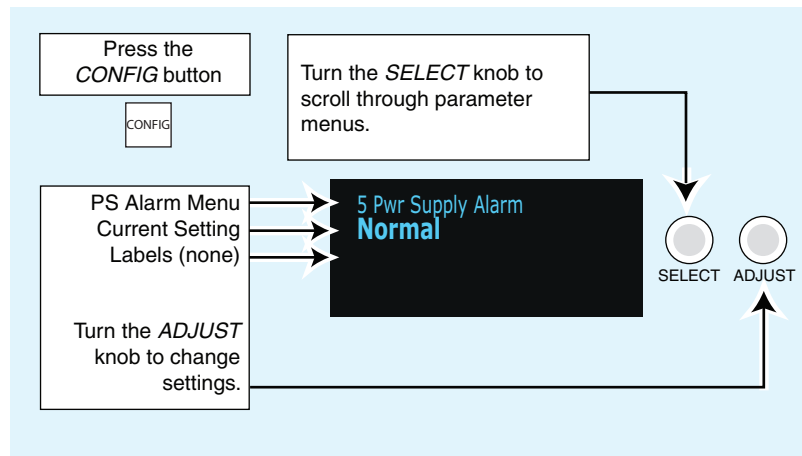 Press the
CONFIG button
CONFIG
Turn the SELECT knob to
scroll through parameter
menus.
PS Alarm Menu
Current Setting
Labels (none)
Turn the ADJUST
knob to change
settings.
5 Pwr Supply Alarm
Normal
SELECT
ADJUST